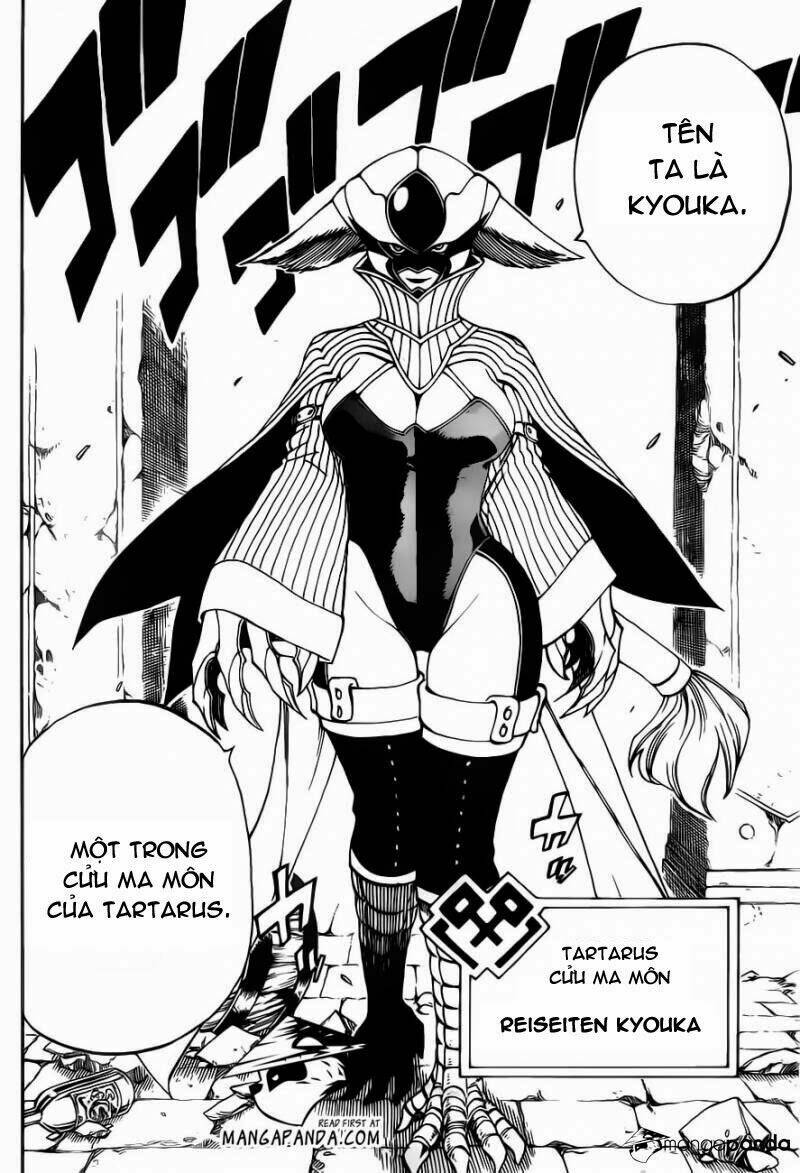 TÊN
TA LÀ
KYOUKA.
MỘT TRONG
CỬU MA MÔN
CỦA TARTARUS.
TARTARUS
CỬU MA MÔN
REISEITEN KYOUKA
READ FIRST AT
MANGAPANDA.COM
mangapanda